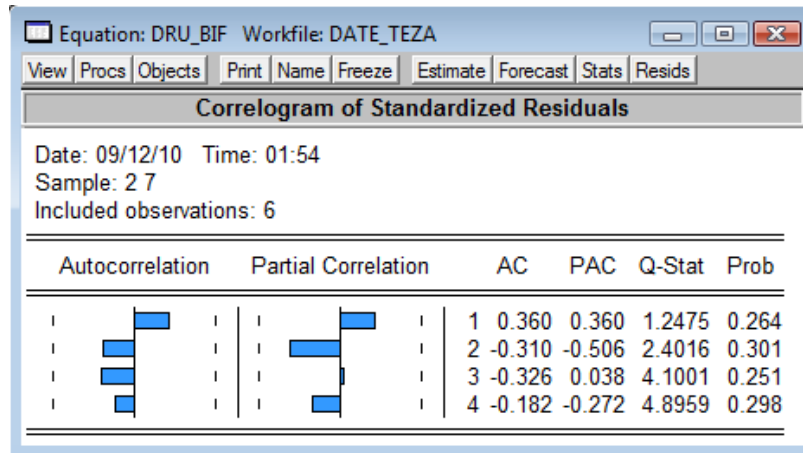 Equation: DRU_BIF Workfile: DATE_TEZA
View Procs Objects Print Name Freeze Estimate Forecast Stats Resids
Correlogram of Standardized Residuals
Date: 09/12/10 Time: 01:54
Sample: 2 7
Included observations: 6
Autocorrelation Partial Correlation AC PAC Q-Stat Prob
1 0.360 0.360 1.2475 0.264
2 -0.310 -0.506 2.4016 0.301
3 -0.326 0.038 4.1001 0.251
4 -0.182 -0.272 4.8959 0.298